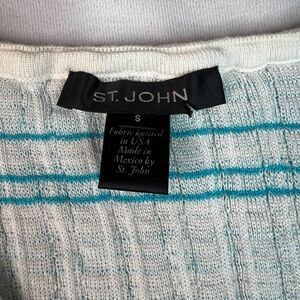 ST. JOHN
S
Fabric knitted
in USA
Made in
Mexico by
St. John